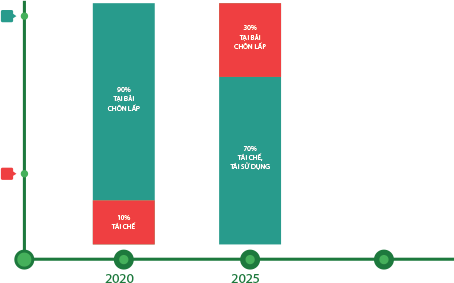 90%
TẠI BÃI
CHÔN LẤP
10%
TÁI CHẾ
30%
TẠI BÃI
CHÔN LẤP
70%
TÁI CHẾ,
TÁI SỬ DỤNG
2020
2025